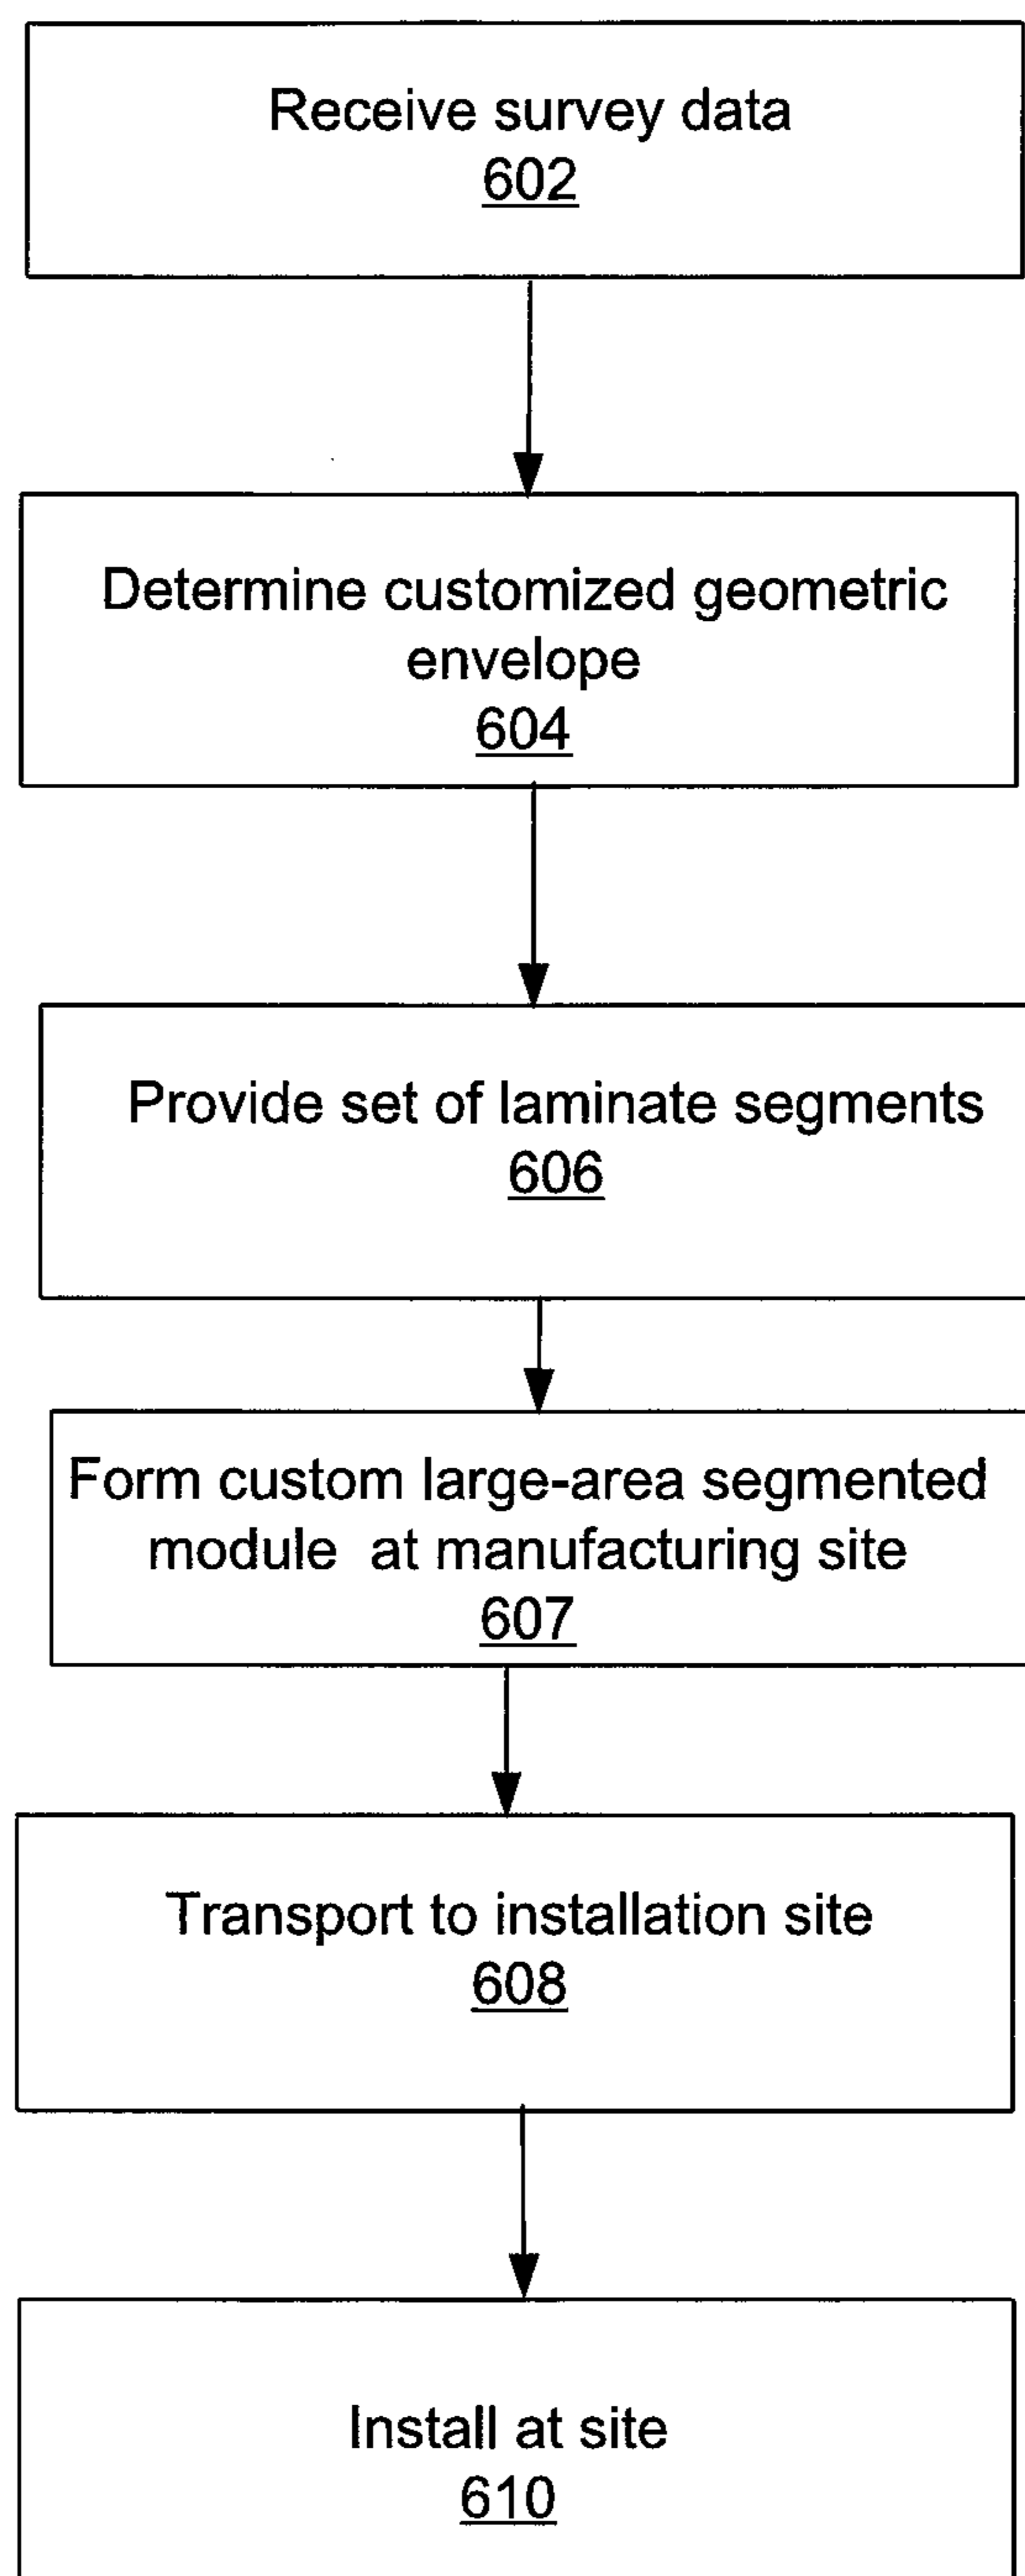 Receive survey data
602
Determine customized geometric
envelope
604
Provide set of laminate segments
606
Form custom large-area segmented
module at manufacturing site
607
Transport to installation site
608
Install at site
610